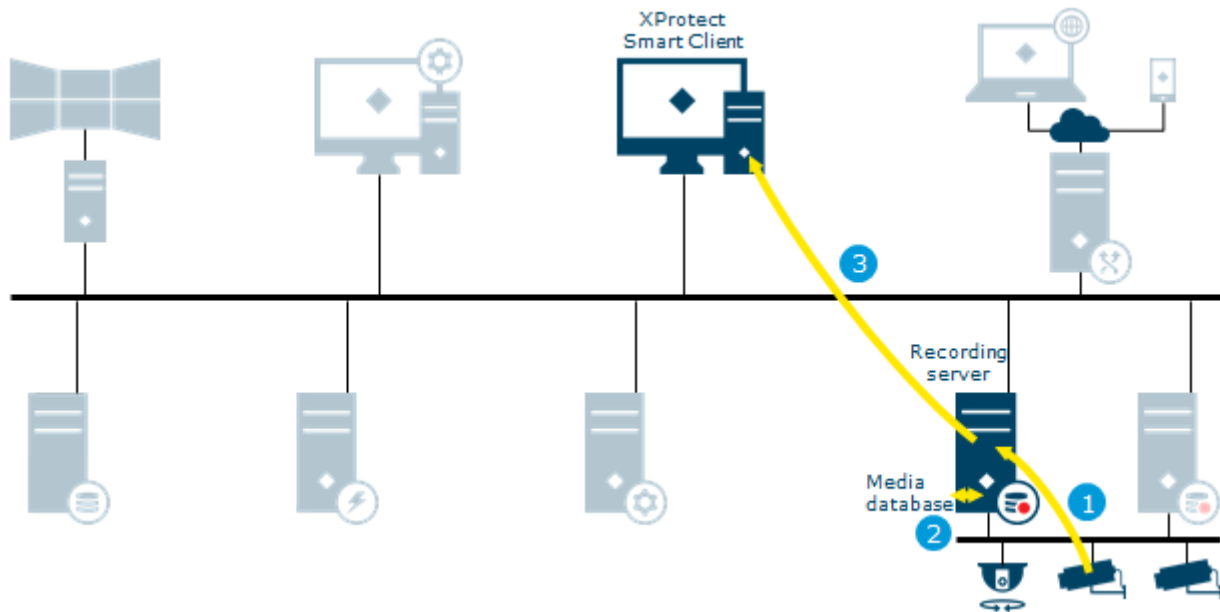 XProtect
Smart Client
3
Recording
server
Media
database
1
2